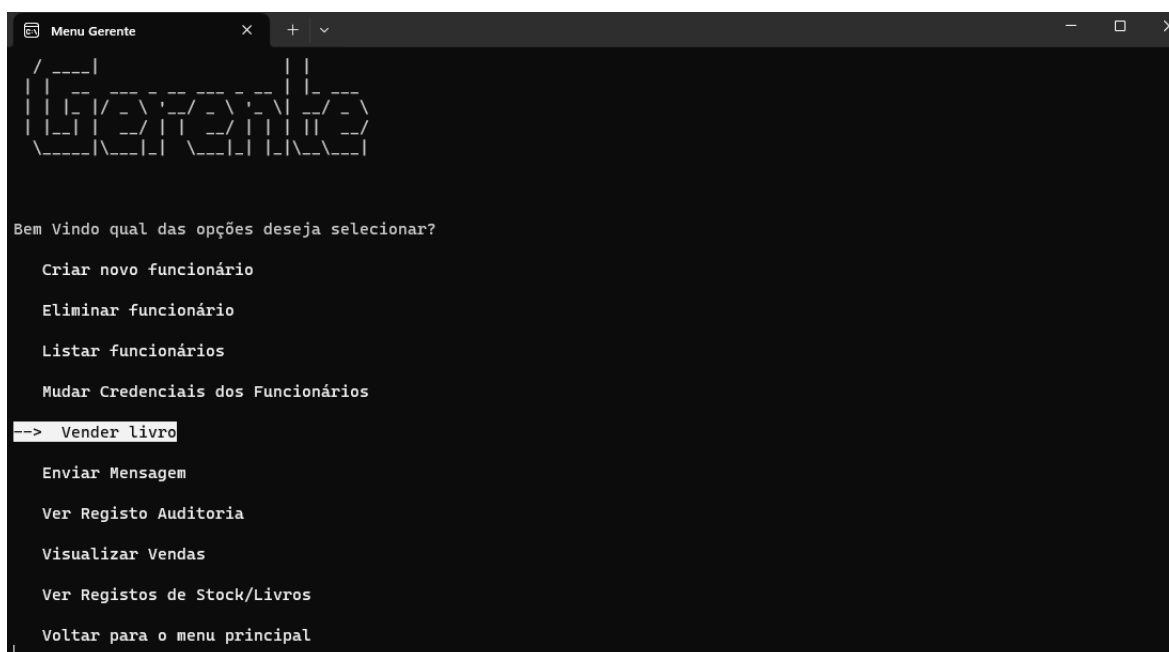 Menu Gerente
Gerente
Bem Vindo qual das opções deseja selecionar?
Criar novo funcionário
Eliminar funcionário
Listar funcionários
Mudar Credenciais dos Funcionários
--> Vender livro
Enviar Mensagem
Ver Registo Auditoria
Visualizar Vendas
Ver Registos de Stock/Livros
Voltar para o menu principal